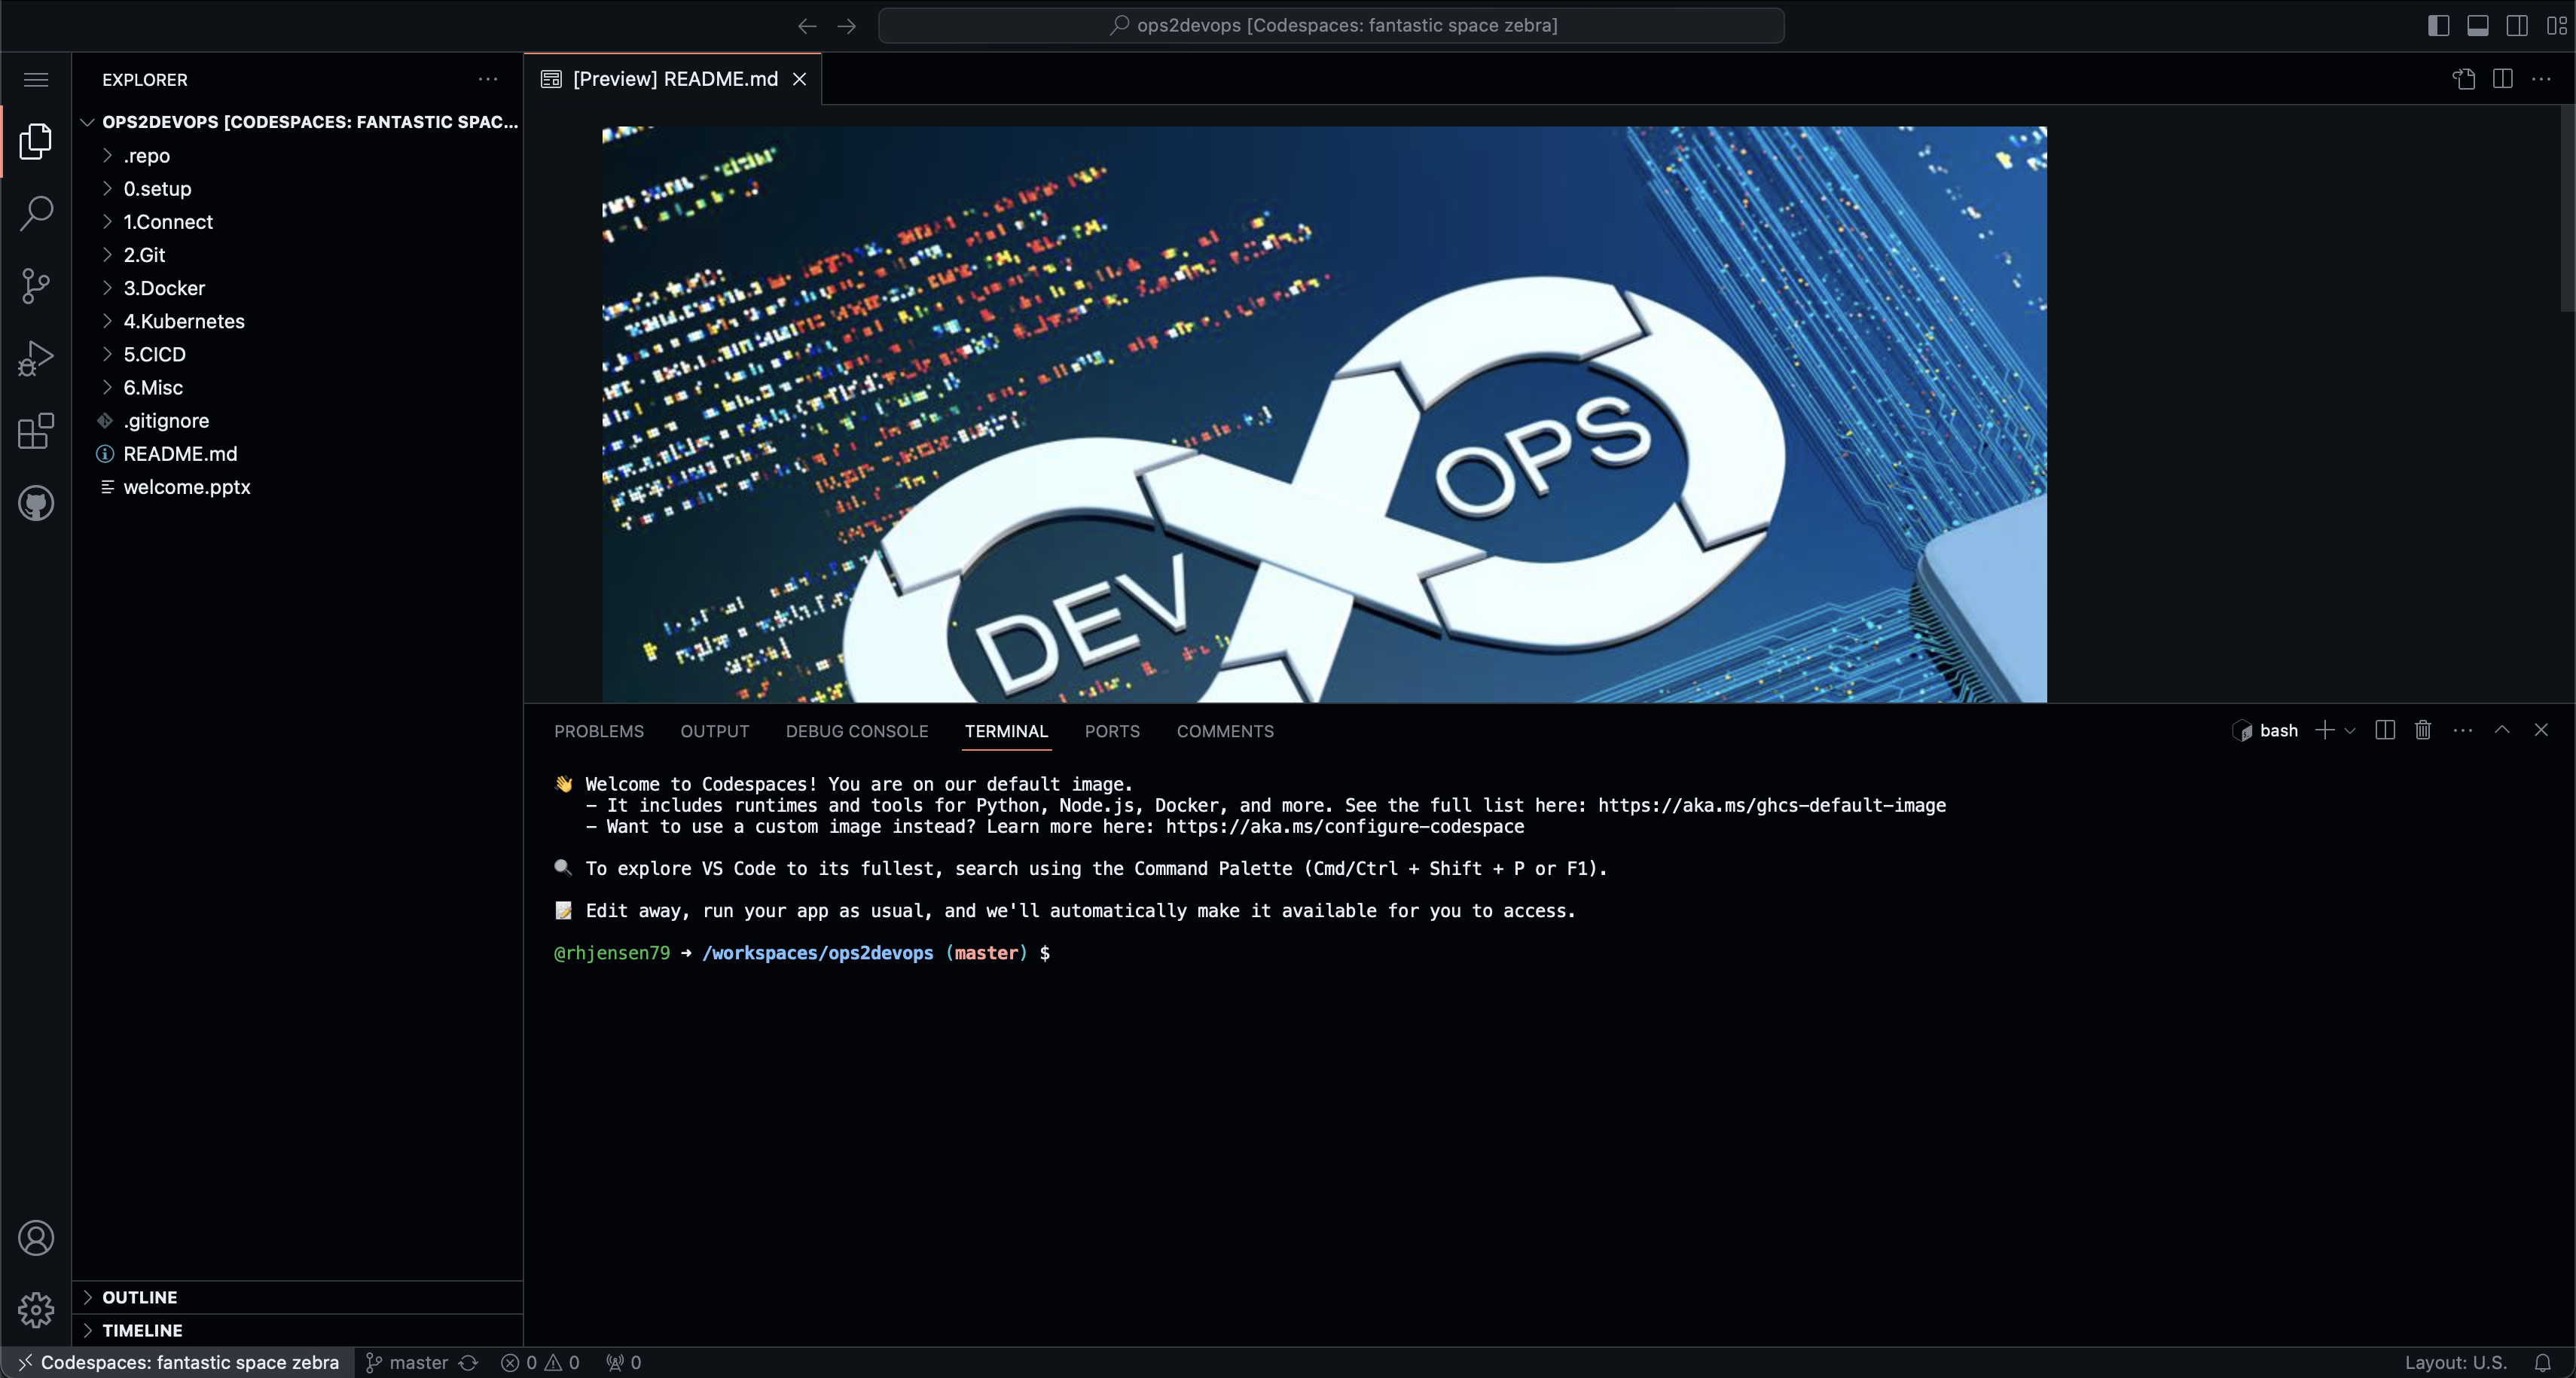 ops2devops [Codespaces: fantastic space zebra]
EXPLORER
OPS2DEVOPS [CODESPACES: FANTASTIC SPAC...
.repo
0.setup
1.Connect
2.Git
3.Docker
4.Kubernetes
5.CICD
6.Misc
.gitignore
README.md
welcome.pptx
OUTLINE
TIMELINE
[Preview] README.md
OPS
DEV
PROBLEMS OUTPUT DEBUG CONSOLE TERMINAL PORTS COMMENTS
bash
👋 Welcome to Codespaces! You are on our default image.
- It includes runtimes and tools for Python, Node.js, Docker, and more. See the full list here: https://aka.ms/ghcs-default-image
- Want to use a custom image instead? Learn more here: https://aka.ms/configure-codespace
🔍 To explore VS Code to its fullest, search using the Command Palette (Cmd/Ctrl + Shift + P or F1).
📝 Edit away, run your app as usual, and we'll automatically make it available for you to access.
@rhjensen79 ➜ /workspaces/ops2devops (master) $
Codespaces: fantastic space zebra master 0 0 0 Layout: U.S.